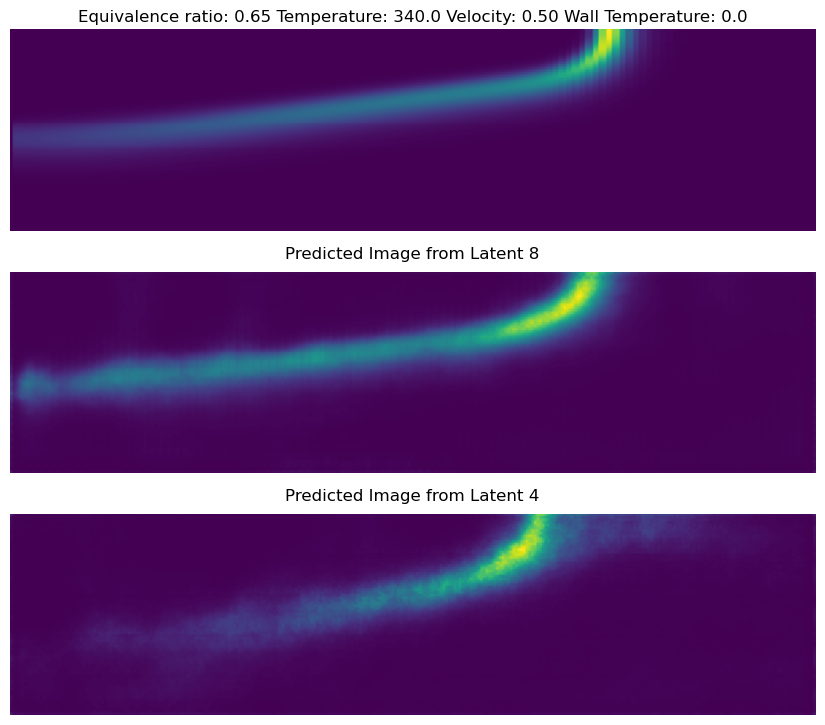 Equivalence ratio: 0.65 Temperature: 340.0 Velocity: 0.50 Wall Temperature: 0.0
Predicted Image from Latent 8
Predicted Image from Latent 4